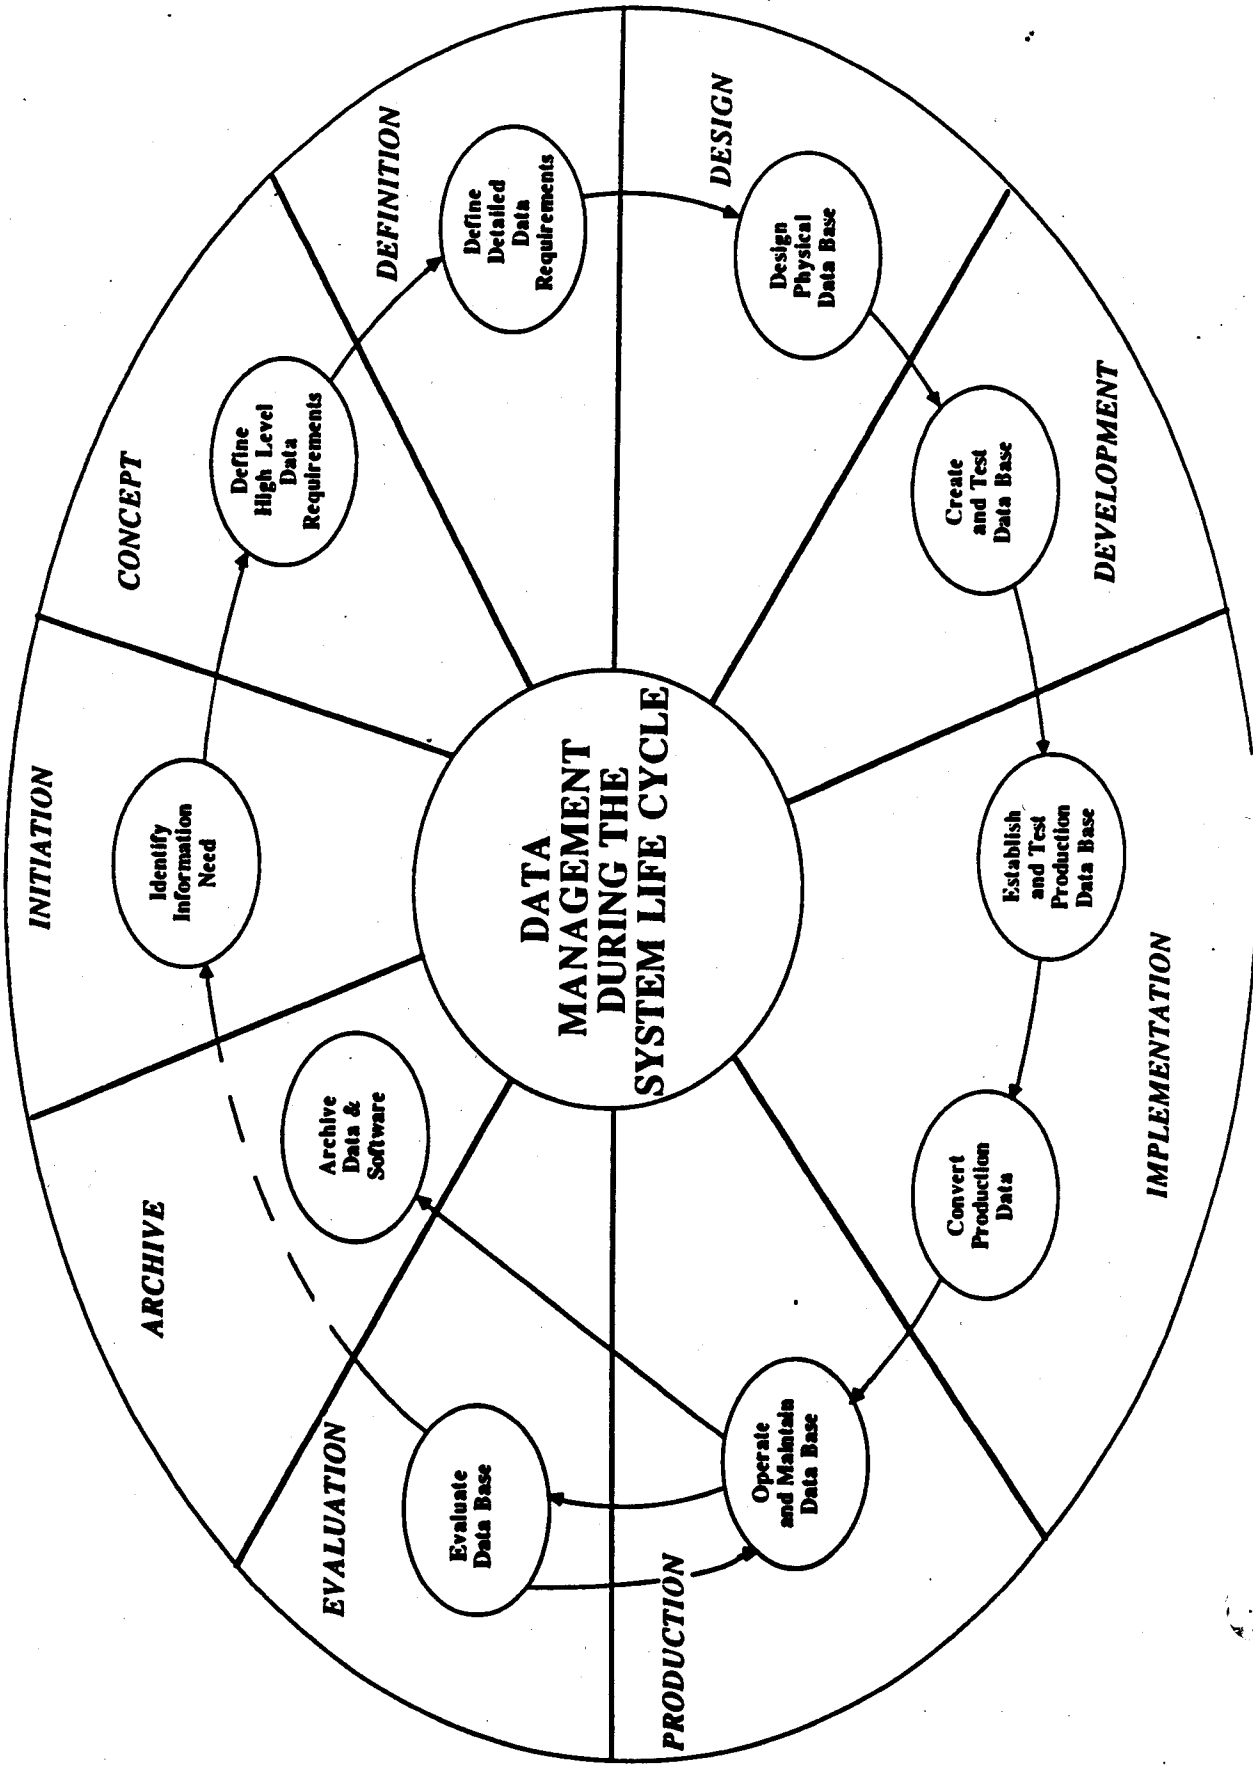 INITIATION
Identify
Information
Need
CONCEPT
Define
High Level
Data
Requirements
DEFINITION
Define
Detailed
Data
Requirements
DESIGN
Design
Physical
Data Base
DEVELOPMENT
Create
and Test
Data Base
IMPLEMENTATION
Establish
and Test
Production
Data Base
Convert
Production
Data
PRODUCTION
Operate
and Maintain
Data Base
EVALUATION
Evaluate
Data Base
ARCHIVE
Archive
Data &
Software
DATA
MANAGEMENT
DURING THE
SYSTEM LIFE CYCLE